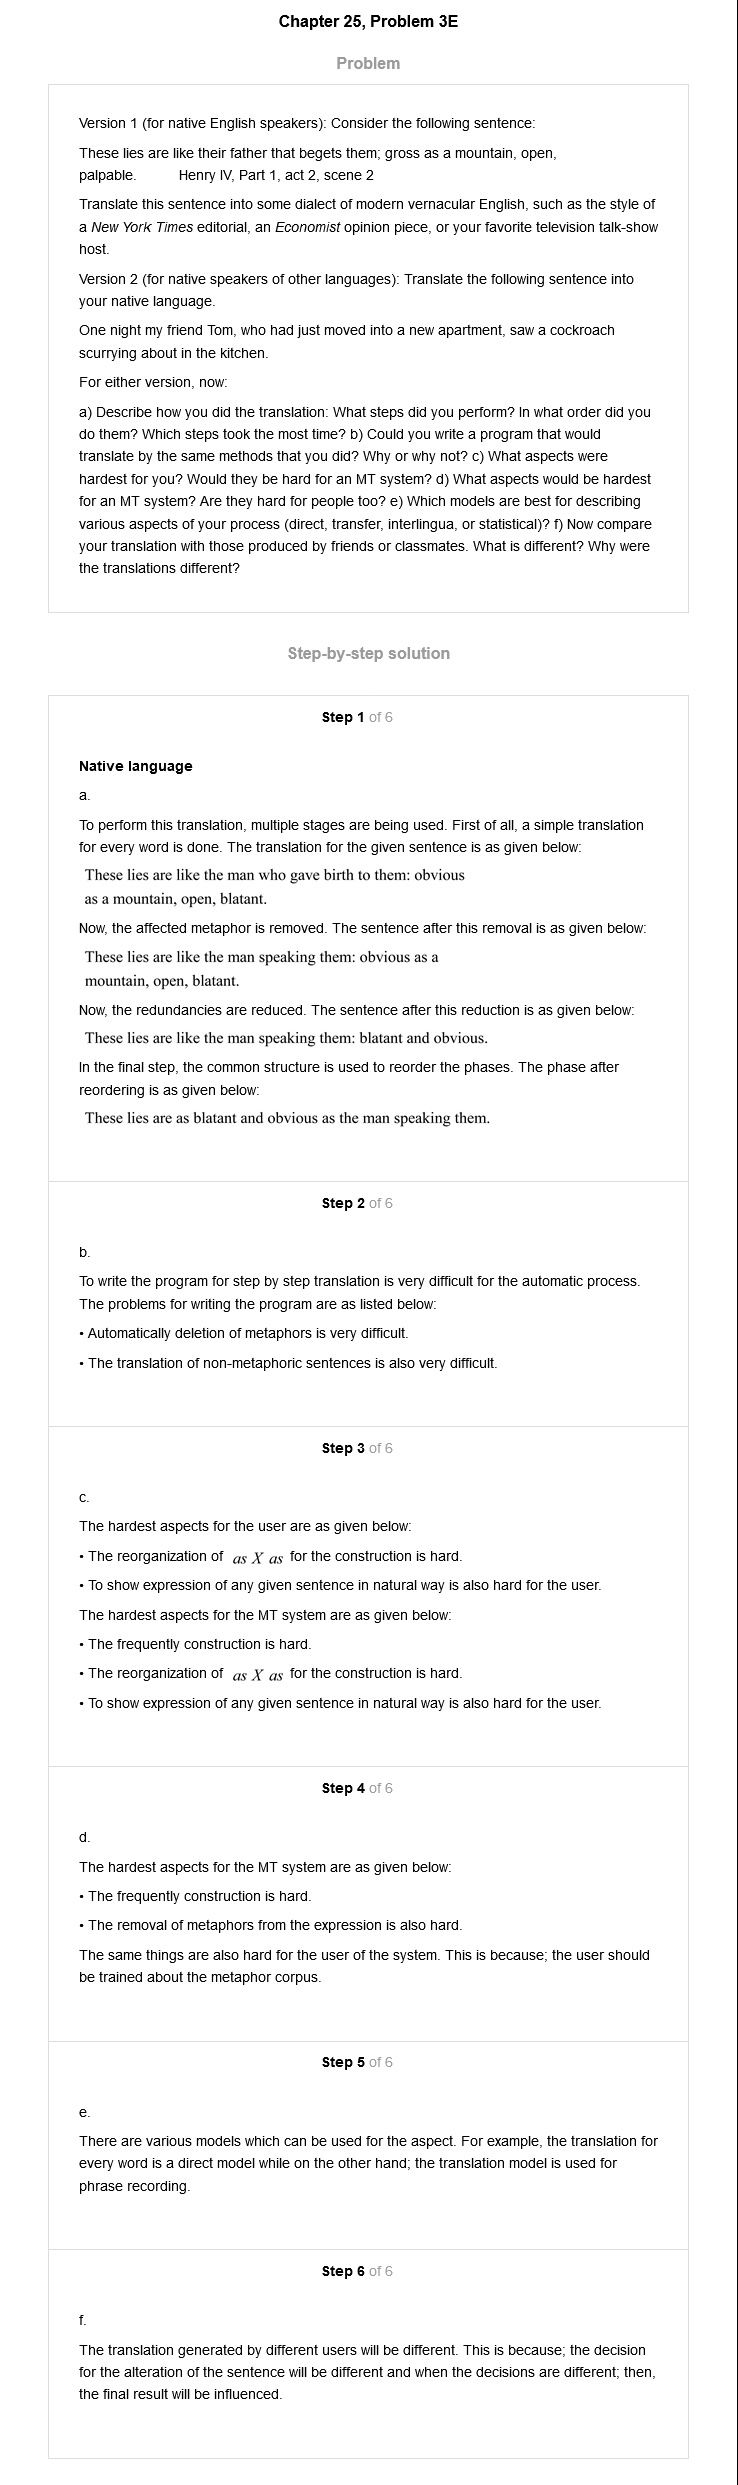 Chapter 25, Problem 3E
Problem
Version 1 (for native English speakers): Consider the following sentence:
These lies are like their father that begets them; gross as a mountain, open,
palpable. Henry IV, Part 1, act 2, scene 2
Translate this sentence into some dialect of modern vernacular English, such as the style of
a New York Times editorial, an Economist opinion piece, or your favorite television talk-show
host.
Version 2 (for native speakers of other languages): Translate the following sentence into
your native language.
One night my friend Tom, who had just moved into a new apartment, saw a cockroach
scurrying about in the kitchen.
For either version, now:
a) Describe how you did the translation: What steps did you perform? In what order did you
do them? Which steps took the most time? b) Could you write a program that would
translate by the same methods that you did? Why or why not? c) What aspects were
hardest for you? Would they be hard for an MT system? d) What aspects would be hardest
for an MT system? Are they hard for people too? e) Which models are best for describing
various aspects of your process (direct, transfer, interlingua, or statistical)? f) Now compare
your translation with those produced by friends or classmates. What is different? Why were
the translations different?
Step-by-step solution
Step 1 of 6
Native language
a.
To perform this translation, multiple stages are being used. First of all, a simple translation
for every word is done. The translation for the given sentence is as given below:
These lies are like the man who gave birth to them: obvious
as a mountain, open, blatant.
Now, the affected metaphor is removed. The sentence after this removal is as given below:
These lies are like the man speaking them: obvious as a
mountain, open, blatant.
Now, the redundancies are reduced. The sentence after this reduction is as given below:
These lies are like the man speaking them: blatant and obvious.
In the final step, the common structure is used to reorder the phases. The phase after
reordering is as given below:
These lies are as blatant and obvious as the man speaking them.
Step 2 of 6
b.
To write the program for step by step translation is very difficult for the automatic process.
The problems for writing the program are as listed below:
• Automatically deletion of metaphors is very difficult.
• The translation of non-metaphoric sentences is also very difficult.
Step 3 of 6
c.
The hardest aspects for the user are as given below:
• The reorganization of as X as for the construction is hard.
• To show expression of any given sentence in natural way is also hard for the user.
The hardest aspects for the MT system are as given below:
• The frequently construction is hard.
• The reorganization of as X as for the construction is hard.
• To show expression of any given sentence in natural way is also hard for the user.
Step 4 of 6
d.
The hardest aspects for the MT system are as given below:
• The frequently construction is hard.
• The removal of metaphors from the expression is also hard.
The same things are also hard for the user of the system. This is because; the user should
be trained about the metaphor corpus.
Step 5 of 6
e.
There are various models which can be used for the aspect. For example, the translation for
every word is a direct model while on the other hand; the translation model is used for
phrase recording.
Step 6 of 6
f.
The translation generated by different users will be different. This is because; the decision
for the alteration of the sentence will be different and when the decisions are different; then,
the final result will be influenced.